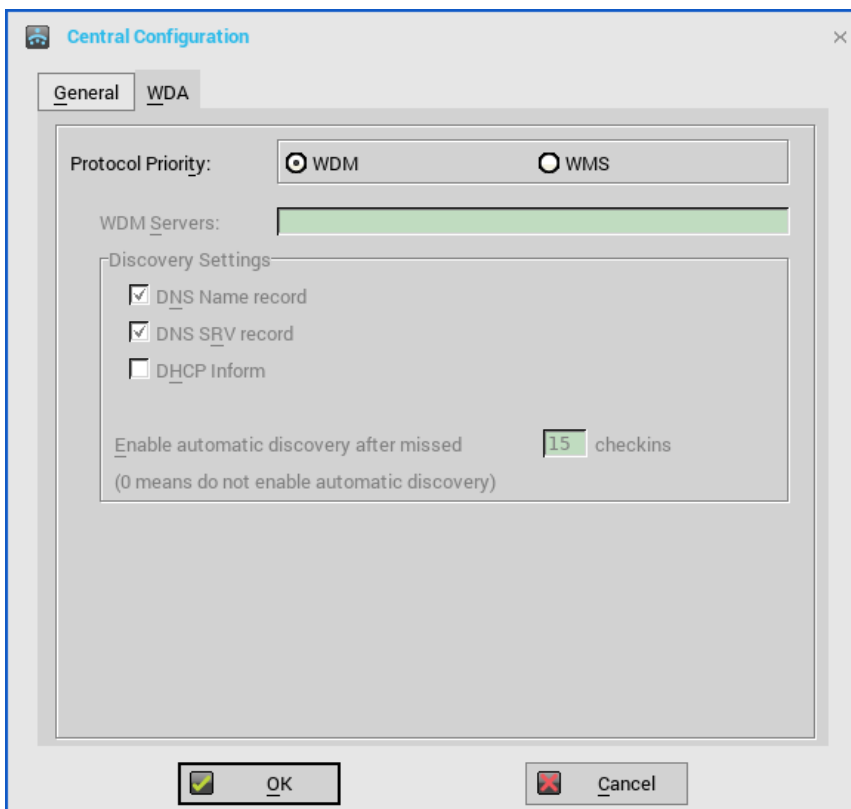 Central Configuration
General WDA
Protocol Priority: WDM WMS
WDM Servers:
Discovery Settings
DNS Name record
DNS SRV record
DHCP Inform
Enable automatic discovery after missed 15 checkins
(0 means do not enable automatic discovery)
OK Cancel